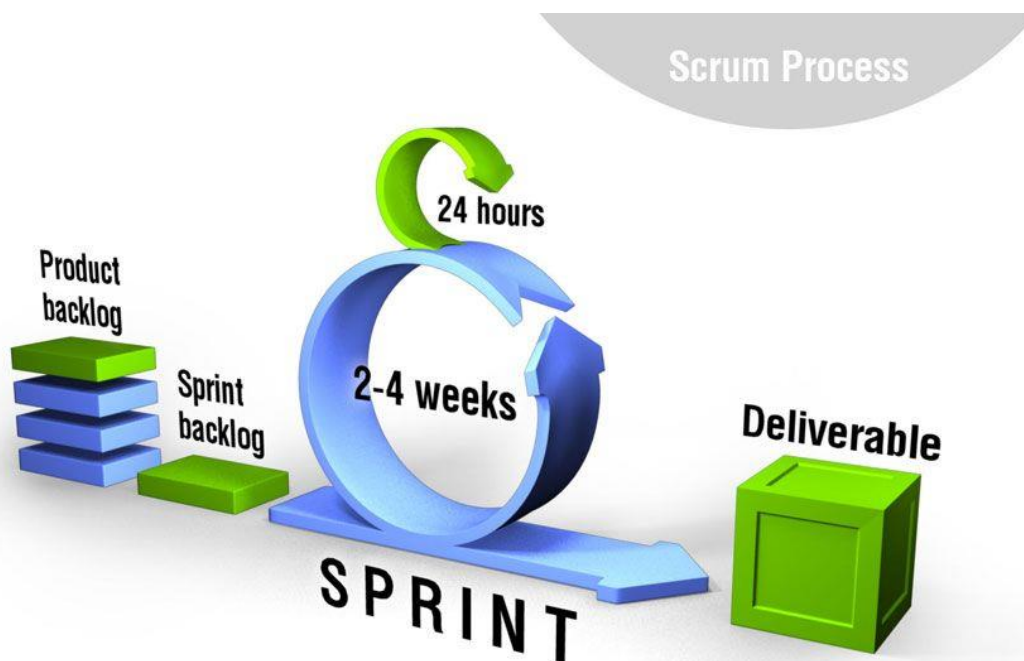 Scrum Process
24 hours
Product
backlog
Sprint
backlog
2-4 weeks
Deliverable
SPRINT